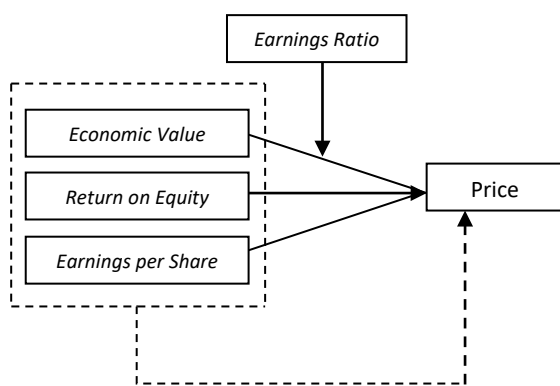 Earnings Ratio
Economic Value
Return on Equity
Price
Earnings per Share